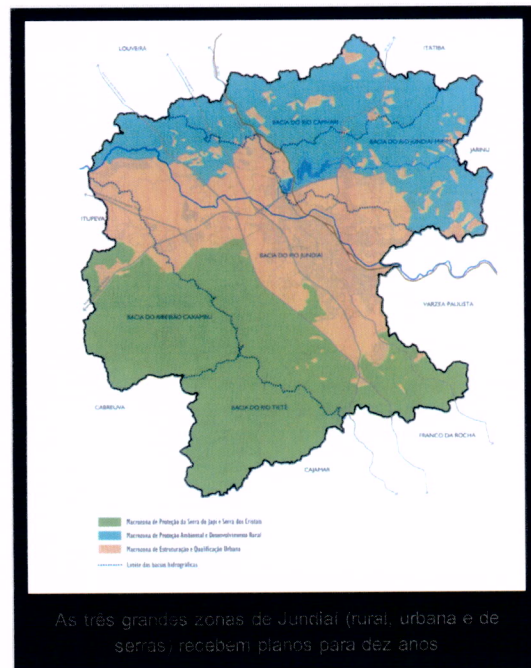 LOUVEIRA
ITATIBA
BACIA DO RIO CAPIVARI
BACIA DO RIO JUNDIAÍ MIRIM
JARINU
ITUPEVA
BACIA DO RIO JUNDIAÍ
VARZEA PAULISTA
BACIA DO RIBEIRÃO CAXAMBU
CABREUVA
BACIA DO RIO TIETÊ
FRANCO DA ROCHA
CAJAMAR
Macrozona de Proteção da Serra do Japi e Serra dos Cristais
Macrozona de Proteção Ambiental e Desenvolvimento Rural
Macrozona de Estruturação e Qualificação Urbana
Limite das bacias hidrográficas
As três grandes zonas de Jundiaí (rural, urbana e de
serras) recebem planos para dez anos